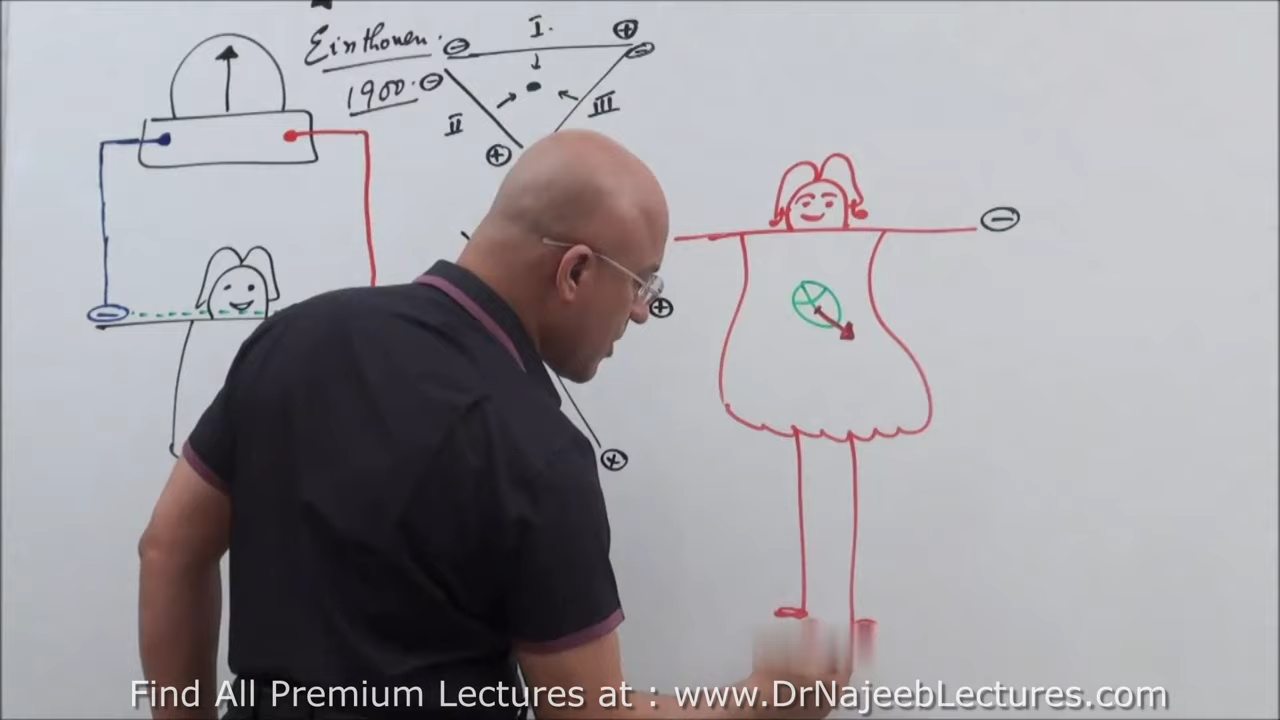 Einthoven.
1900.
I.
II
III
⊖
⊕
⊖
⊖
⊕
⊖
⊕
⊖
⊗
Find All Premium Lectures at : www.DrNajeebLectures.com